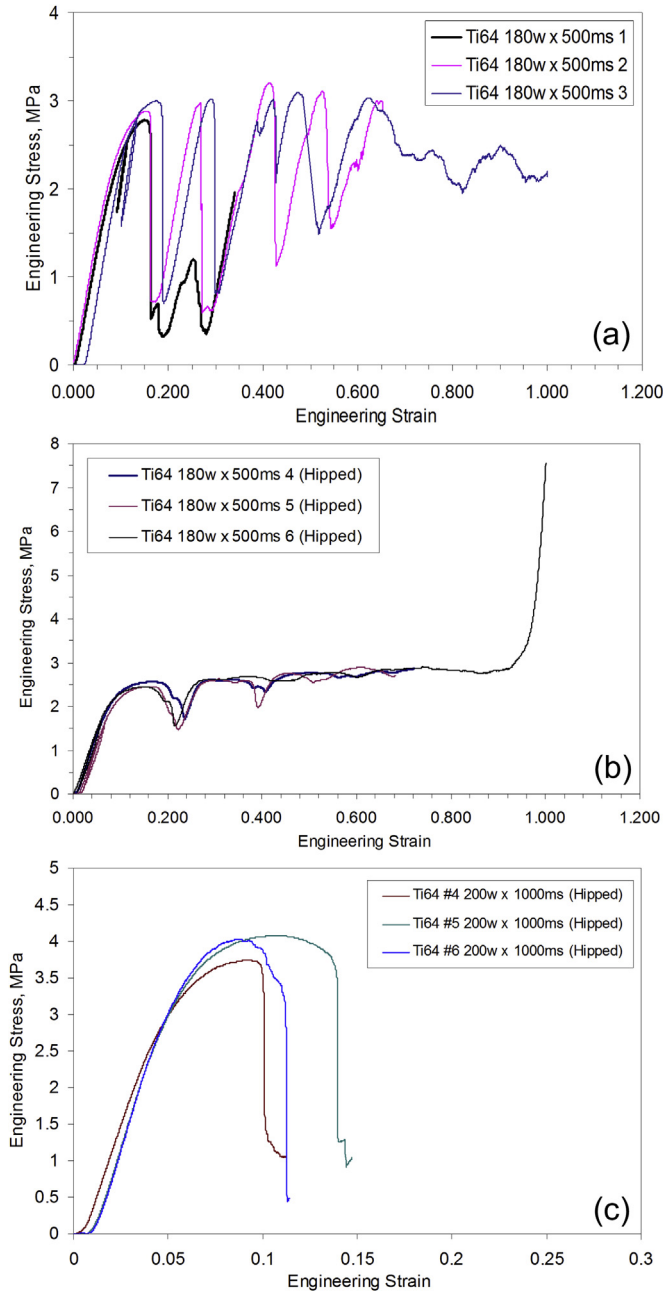 4
3
2
1
0
Engineering Stress, MPa
Ti64 180w x 500ms 1
Ti64 180w x 500ms 2
Ti64 180w x 500ms 3
(a)
0.000 0.200 0.400 0.600 0.800 1.000 1.200
Engineering Strain
8
7
6
5
4
3
2
1
0
Engineering Stress, MPa
Ti64 180w x 500ms 4 (Hipped)
Ti64 180w x 500ms 5 (Hipped)
Ti64 180w x 500ms 6 (Hipped)
(b)
0.000 0.200 0.400 0.600 0.800 1.000 1.200
Engineering Strain
5
4.5
4
3.5
3
2.5
2
1.5
1
0.5
0
Engineering Stress, MPa
Ti64 #4 200w x 1000ms (Hipped)
Ti64 #5 200w x 1000ms (Hipped)
Ti64 #6 200w x 1000ms (Hipped)
(c)
0 0.05 0.1 0.15 0.2 0.25 0.3
Engineering Strain